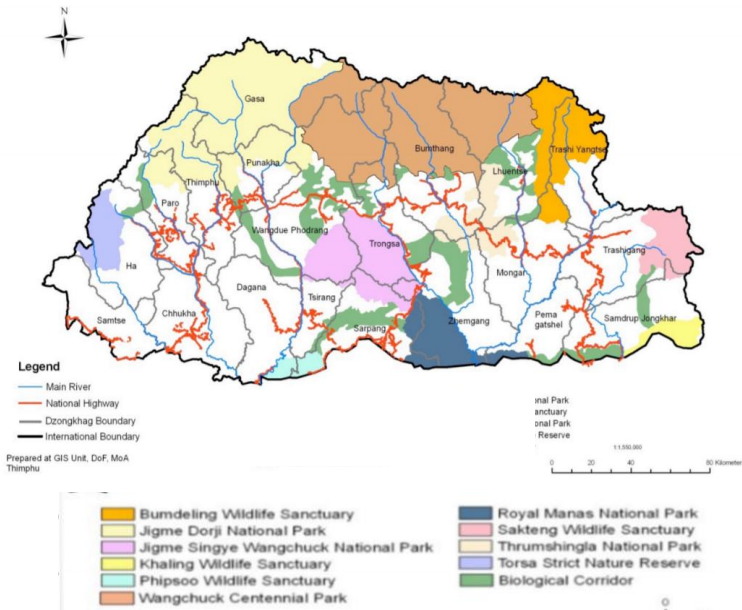 N
Gasa
Bumthang
Trashi Yangtse
Punakha
Lhuentse
Thimphu
Paro
Wangdue Phodrang
Trongsa
Trashigang
Ha
Mongar
Dagana
Tsirang
Samtse
Chhukha
Zhemgang
Pema
gatshel
Samdrup Jongkhar
Sarpang
Legend
Main River
National Highway
Dzongkhag Boundary
International Boundary
Prepared at GIS Unit, DoF, MoA
Thimphu
Park
Park
Reserve
1:1,550,000
0 20 40 80 Kilometer
Bumdeling Wildlife Sanctuary
Jigme Dorji National Park
Jigme Singye Wangchuck National Park
Khaling Wildlife Sanctuary
Phipsoo Wildlife Sanctuary
Wangchuck Centennial Park
Royal Manas National Park
Sakteng Wildlife Sanctuary
Thrumshingla National Park
Torsa Strict Nature Reserve
Biological Corridor